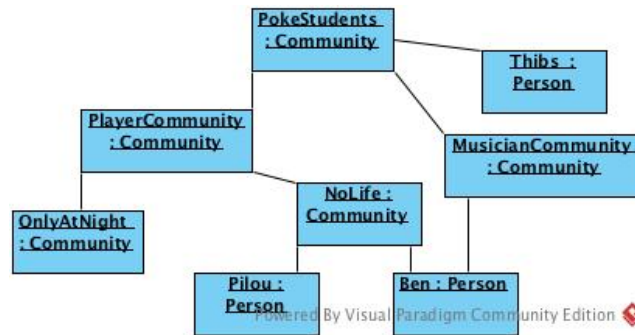 PokeStudents
: Community
Thibs :
Person
PlayerCommunity
: Community
MusicianCommunity
: Community
NoLife :
Community
OnlyAtNight
: Community
Pilou :
Person
Ben : Person
Powered By Visual Paradigm Community Edition